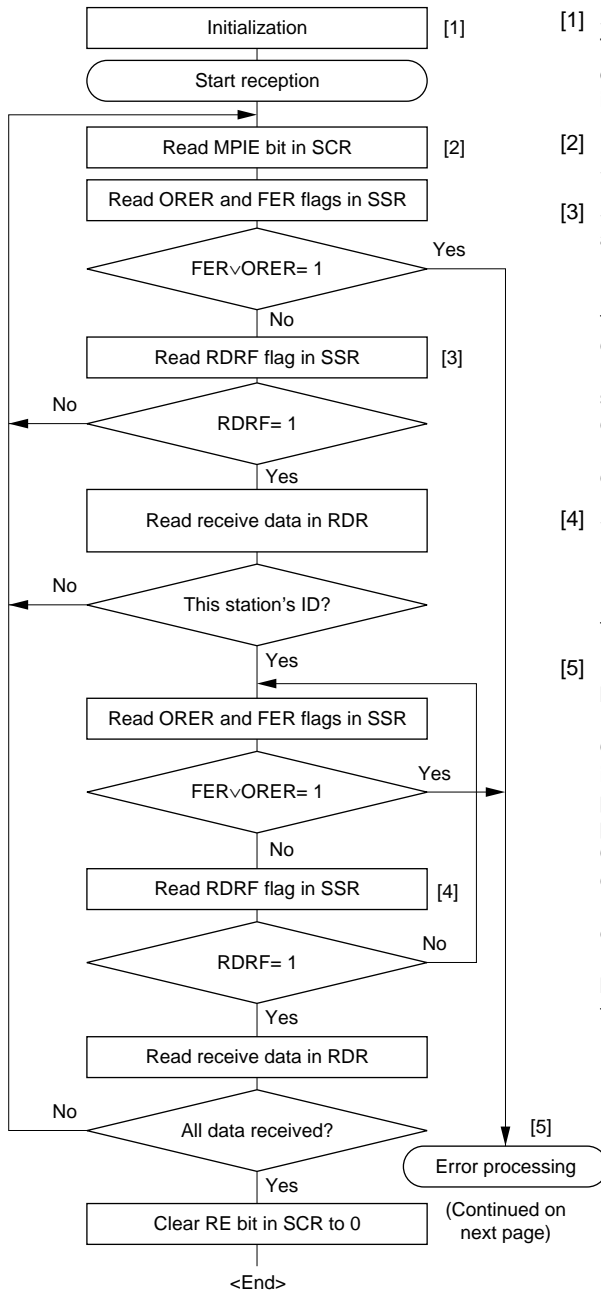 Initialization [1]
Start reception
Read MPIE bit in SCR [2]
Read ORER and FER flags in SSR
Yes
FER∨ORER= 1
No
Read RDRF flag in SSR [3]
No
RDRF= 1
Yes
Read receive data in RDR
No
This station's ID?
Yes
Read ORER and FER flags in SSR
Yes
FER∨ORER= 1
No
Read RDRF flag in SSR [4]
No
RDRF= 1
Yes
Read receive data in RDR
No
All data received?
[5]
Error processing
Yes
(Continued on
next page)
Clear RE bit in SCR to 0
<End>
[1]
[2]
[3]
[4]
[5]